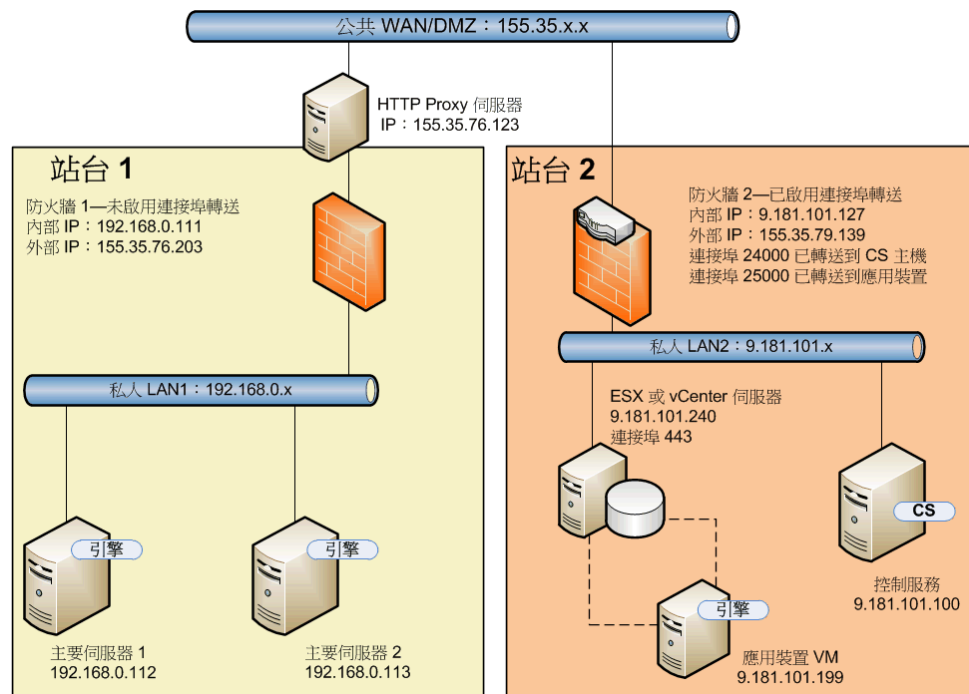 公共 WAN/DMZ：155.35.x.x
HTTP Proxy 伺服器
IP：155.35.76.123
站台 1
防火牆 1—未啟用連接埠轉送
內部 IP：192.168.0.111
外部 IP：155.35.76.203
私人 LAN1：192.168.0.x
引擎
引擎
主要伺服器 1
192.168.0.112
主要伺服器 2
192.168.0.113
站台 2
防火牆 2—已啟用連接埠轉送
內部 IP：9.181.101.127
外部 IP：155.35.79.139
連接埠 24000 已轉送到 CS 主機
連接埠 25000 已轉送到應用裝置
私人 LAN2：9.181.101.x
ESX 或 vCenter 伺服器
9.181.101.240
連接埠 443
CS
控制服務
9.181.101.100
引擎
應用裝置 VM
9.181.101.199